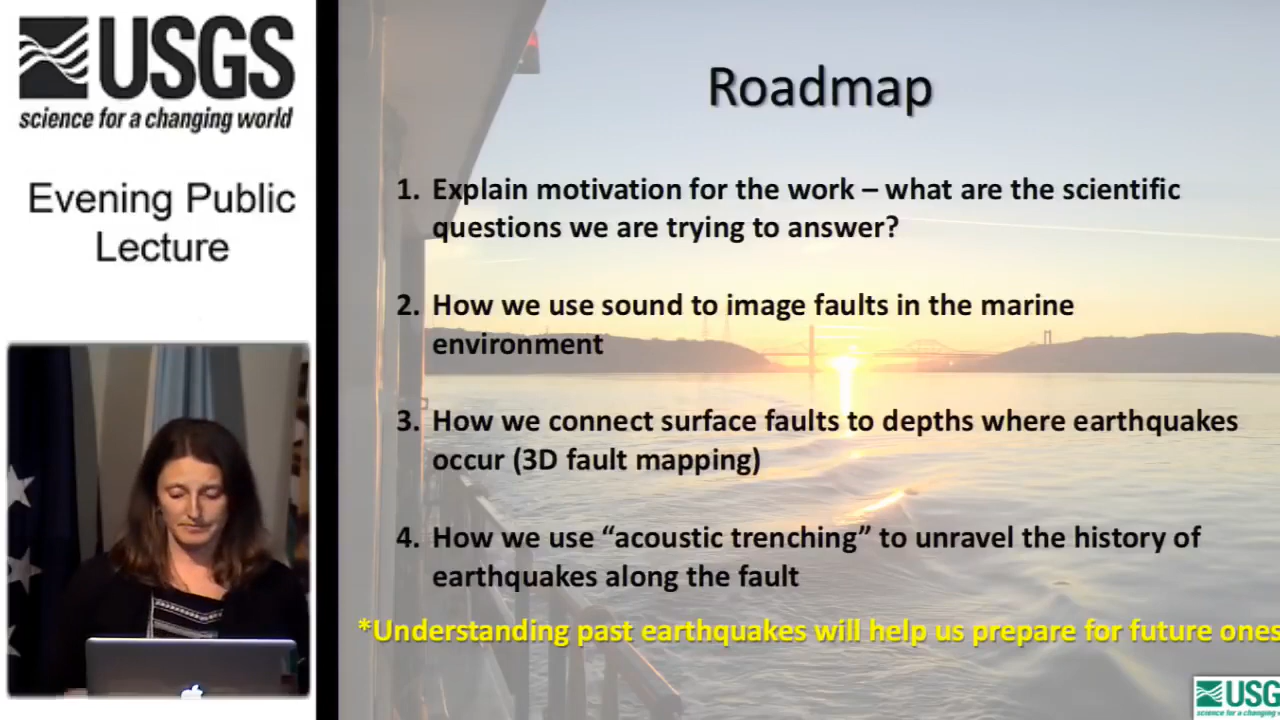 USGS
science for a changing world
Evening Public
Lecture
Roadmap
1. Explain motivation for the work – what are the scientific
questions we are trying to answer?
2. How we use sound to image faults in the marine
environment
3. How we connect surface faults to depths where earthquakes
occur (3D fault mapping)
4. How we use “acoustic trenching” to unravel the history of
earthquakes along the fault
*Understanding past earthquakes will help us prepare for future ones
USG
science for a changing